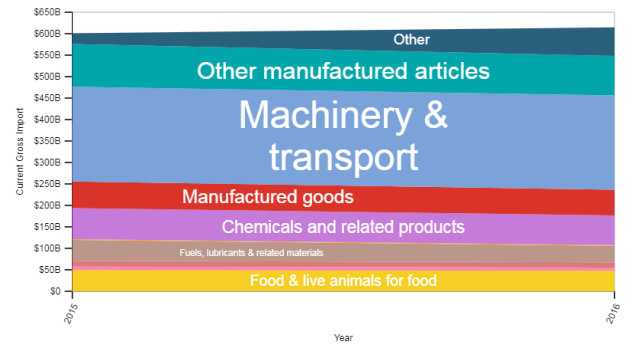 $650B
$600B
$550B
$500B
$450B
$400B
$350B
$300B
$250B
$200B
$150B
$100B
$50B
$0
Current Gross Import
Other
Other manufactured articles
Machinery &
transport
Manufactured goods
Chemicals and related products
Fuels, lubricants & related materials
Food & live animals for food
2015
2016
Year